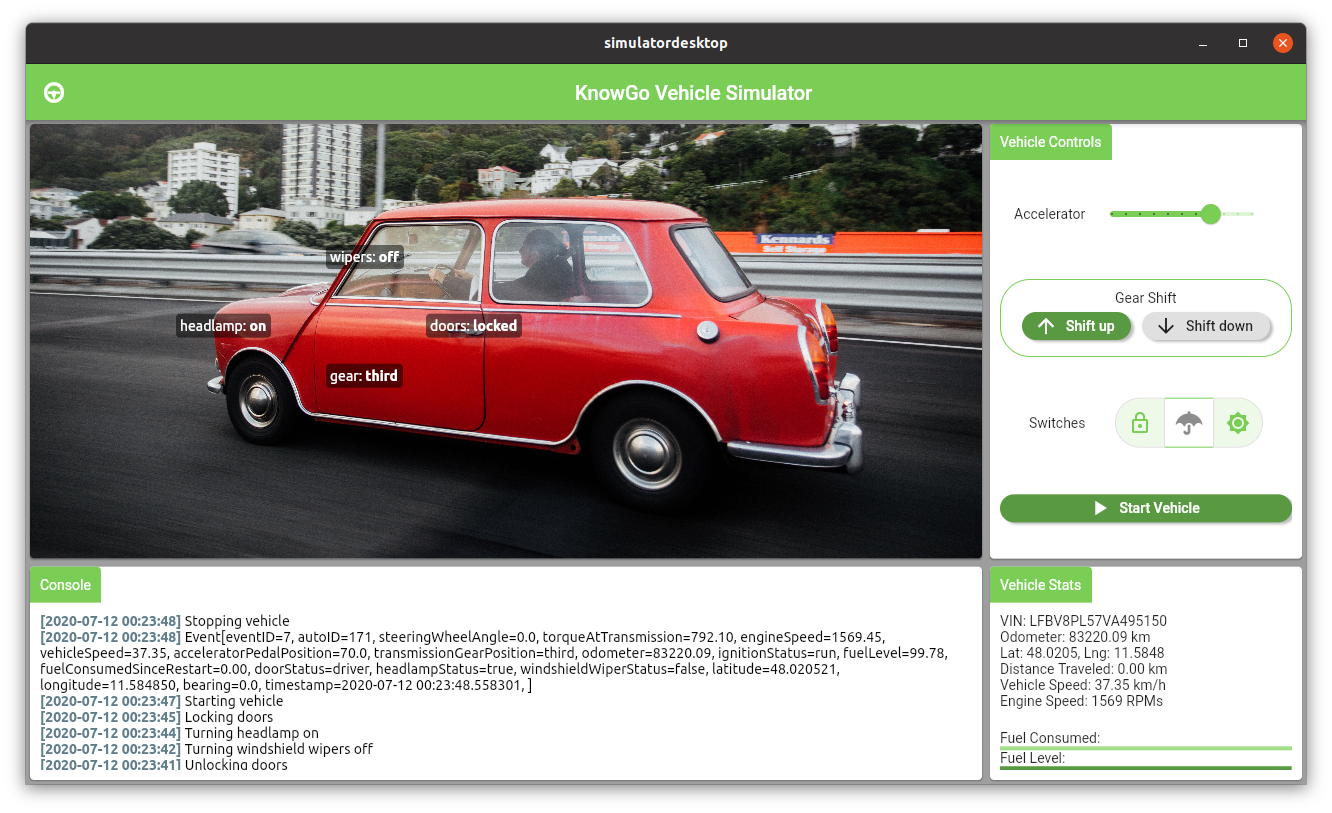 simulatordesktop
KnowGo Vehicle Simulator
Kennards
Self Storage
wipers: off
headlamp: on
doors: locked
gear: third
Vehicle Controls
Accelerator
Gear Shift
Shift up
Shift down
Switches
Start Vehicle
Console
[2020-07-12 00:23:48] Stopping vehicle
[2020-07-12 00:23:48] Event[eventID=7, autoID=171, steeringWheelAngle=0.0, torqueAtTransmission=792.10, engineSpeed=1569.45,
vehicleSpeed=37.35, acceleratorPedalPosition=70.0, transmissionGearPosition=third, odometer=83220.09, ignitionStatus=run, fuelLevel=99.78,
fuelConsumedSinceRestart=0.00, doorStatus=driver, headlampStatus=true, windshieldWiperStatus=false, latitude=48.020521,
longitude=11.584850, bearing=0.0, timestamp=2020-07-12 00:23:48.558301, ]
[2020-07-12 00:23:47] Starting vehicle
[2020-07-12 00:23:45] Locking doors
[2020-07-12 00:23:44] Turning headlamp on
[2020-07-12 00:23:42] Turning windshield wipers off
[2020-07-12 00:23:41] Unlocking doors
Vehicle Stats
VIN: LFBV8PL57VA495150
Odometer: 83220.09 km
Lat: 48.0205, Lng: 11.5848
Distance Traveled: 0.00 km
Vehicle Speed: 37.35 km/h
Engine Speed: 1569 RPMs
Fuel Consumed:
Fuel Level: